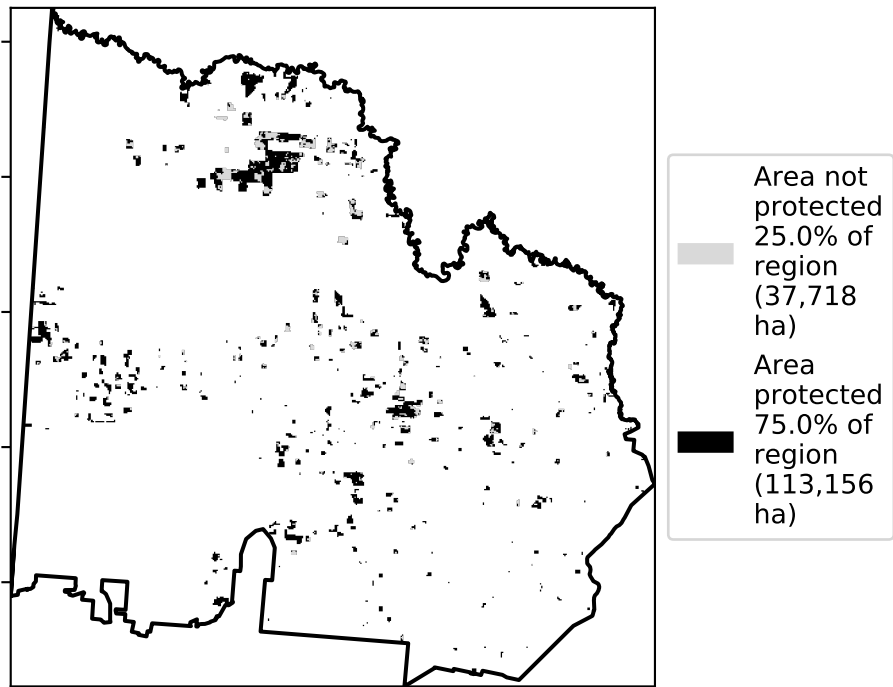 Area not
protected
25.0% of
region
(37,718
ha)
Area
protected
75.0% of
region
(113,156
ha)